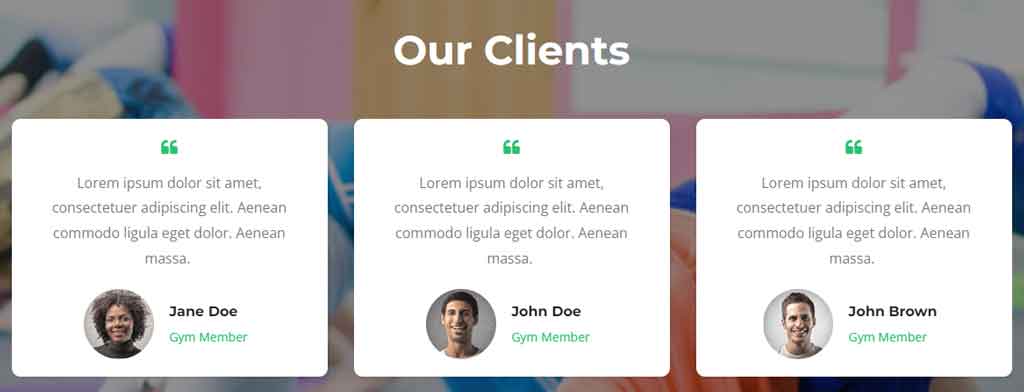 Our Clients
❝
Lorem ipsum dolor sit amet,
consectetuer adipiscing elit. Aenean
commodo ligula eget dolor. Aenean
massa.
Jane Doe
Gym Member
❝
Lorem ipsum dolor sit amet,
consectetuer adipiscing elit. Aenean
commodo ligula eget dolor. Aenean
massa.
John Doe
Gym Member
❝
Lorem ipsum dolor sit amet,
consectetuer adipiscing elit. Aenean
commodo ligula eget dolor. Aenean
massa.
John Brown
Gym Member